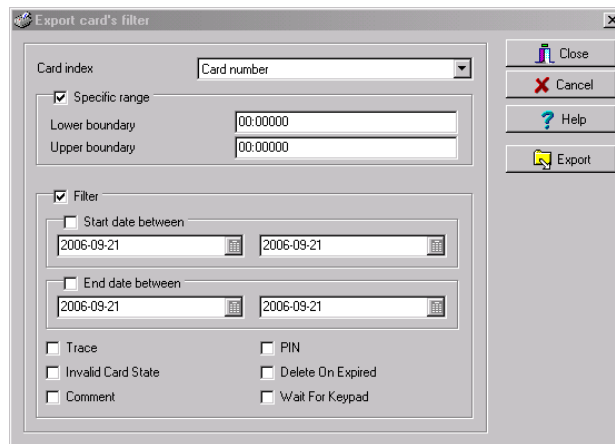 Export card's filter
Card index
Card number
Specific range
Lower boundary
00:00000
Upper boundary
00:00000
Filter
Start date between
2006-09-21
2006-09-21
End date between
2006-09-21
2006-09-21
Trace
PIN
Invalid Card State
Delete On Expired
Comment
Wait For Keypad
Close
Cancel
Help
Export